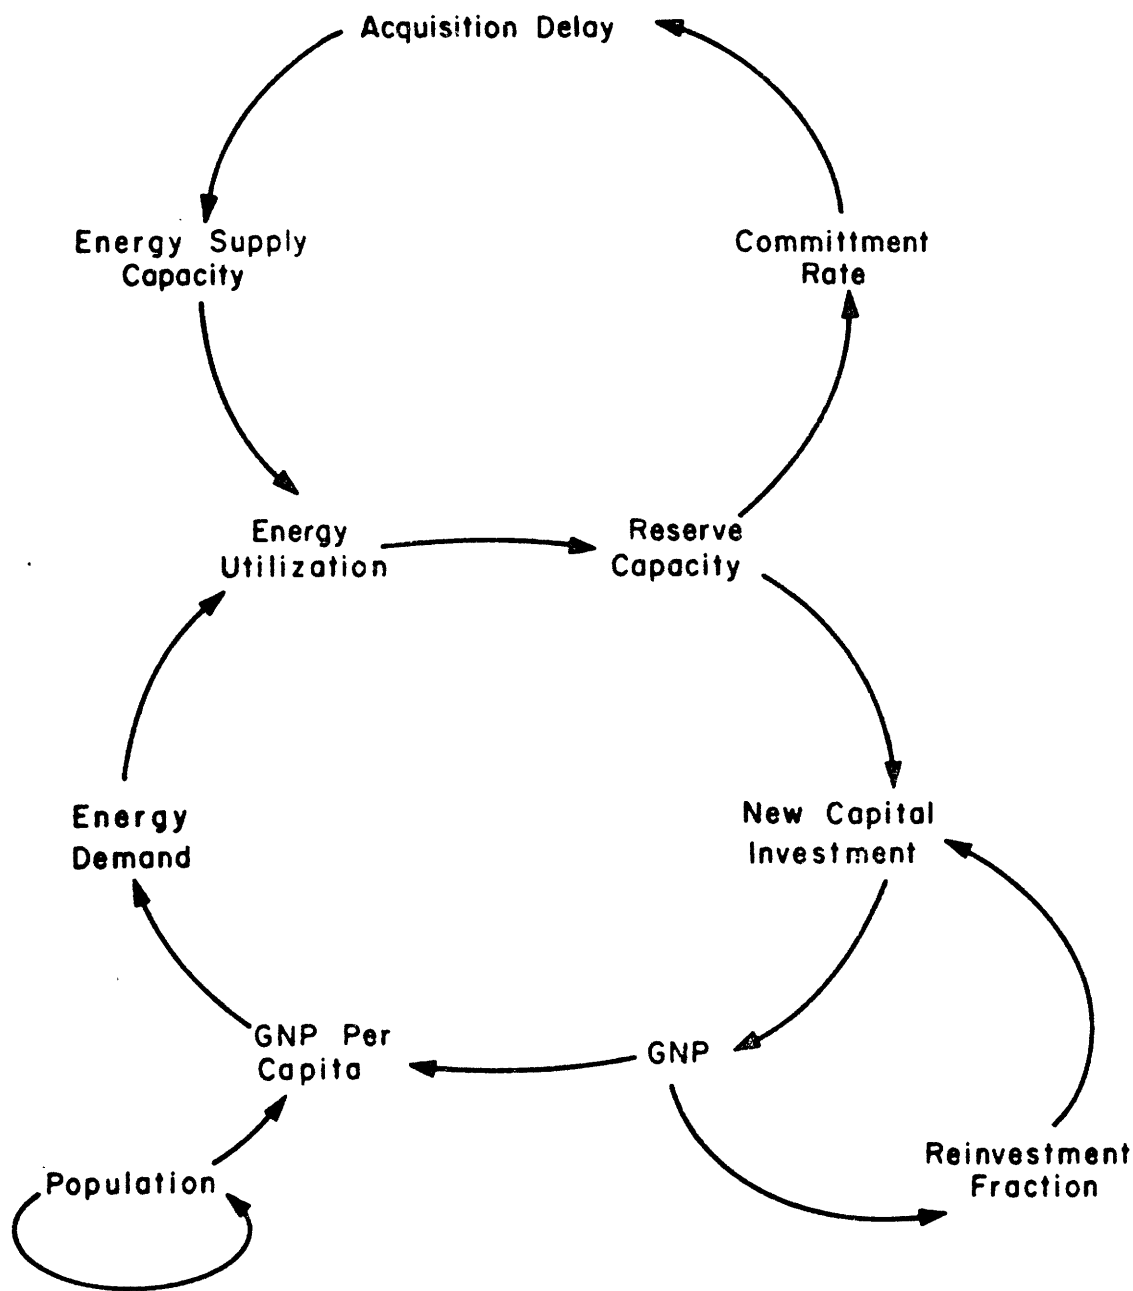 Acquisition Delay
Energy Supply
Capacity
Committment
Rate
Energy
Utilization
Reserve
Capacity
Energy
Demand
New Capital
Investment
GNP Per
Capita
GNP
Population
Reinvestment
Fraction